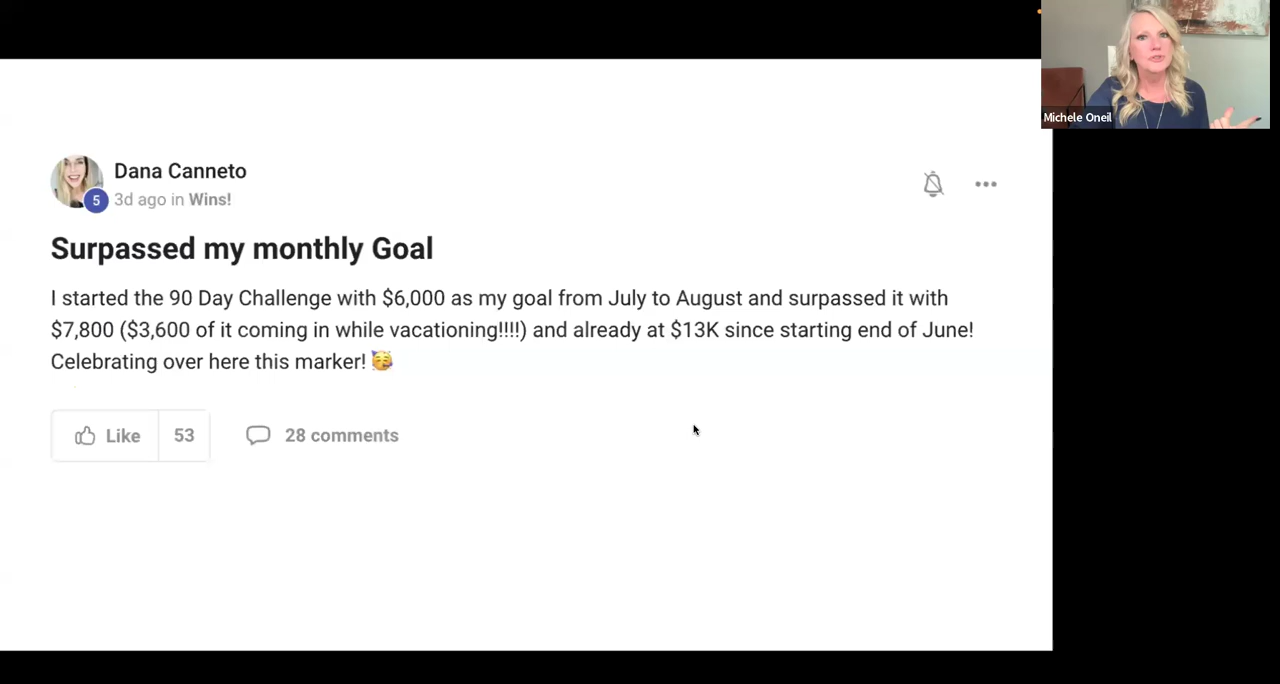 Michele Oneil
Dana Canneto
5
3d ago in Wins!
Surpassed my monthly Goal
I started the 90 Day Challenge with $6,000 as my goal from July to August and surpassed it with
$7,800 ($3,600 of it coming in while vacationing!!!!) and already at $13K since starting end of June!
Celebrating over here this marker! 🥳
Like 53 28 comments